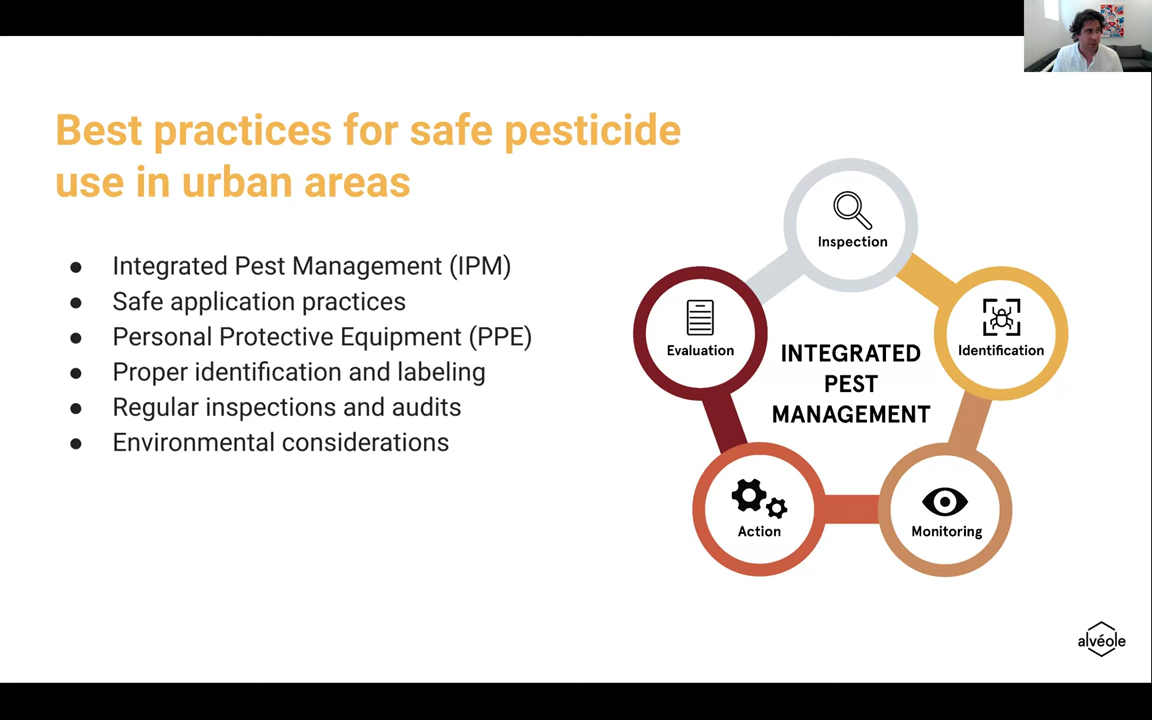 Best practices for safe pesticide
use in urban areas
● Integrated Pest Management (IPM)
● Safe application practices
● Personal Protective Equipment (PPE)
● Proper identification and labeling
● Regular inspections and audits
● Environmental considerations
Inspection
Evaluation
Identification
INTEGRATED
PEST
MANAGEMENT
Action
Monitoring
alvéole